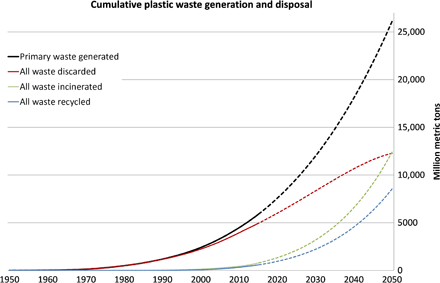 Cumulative plastic waste generation and disposal
Primary waste generated
All waste discarded
All waste incinerated
All waste recycled
25,000
20,000
15,000
10,000
5000
0
Million metric tons
1950 1960 1970 1980 1990 2000 2010 2020 2030 2040 2050